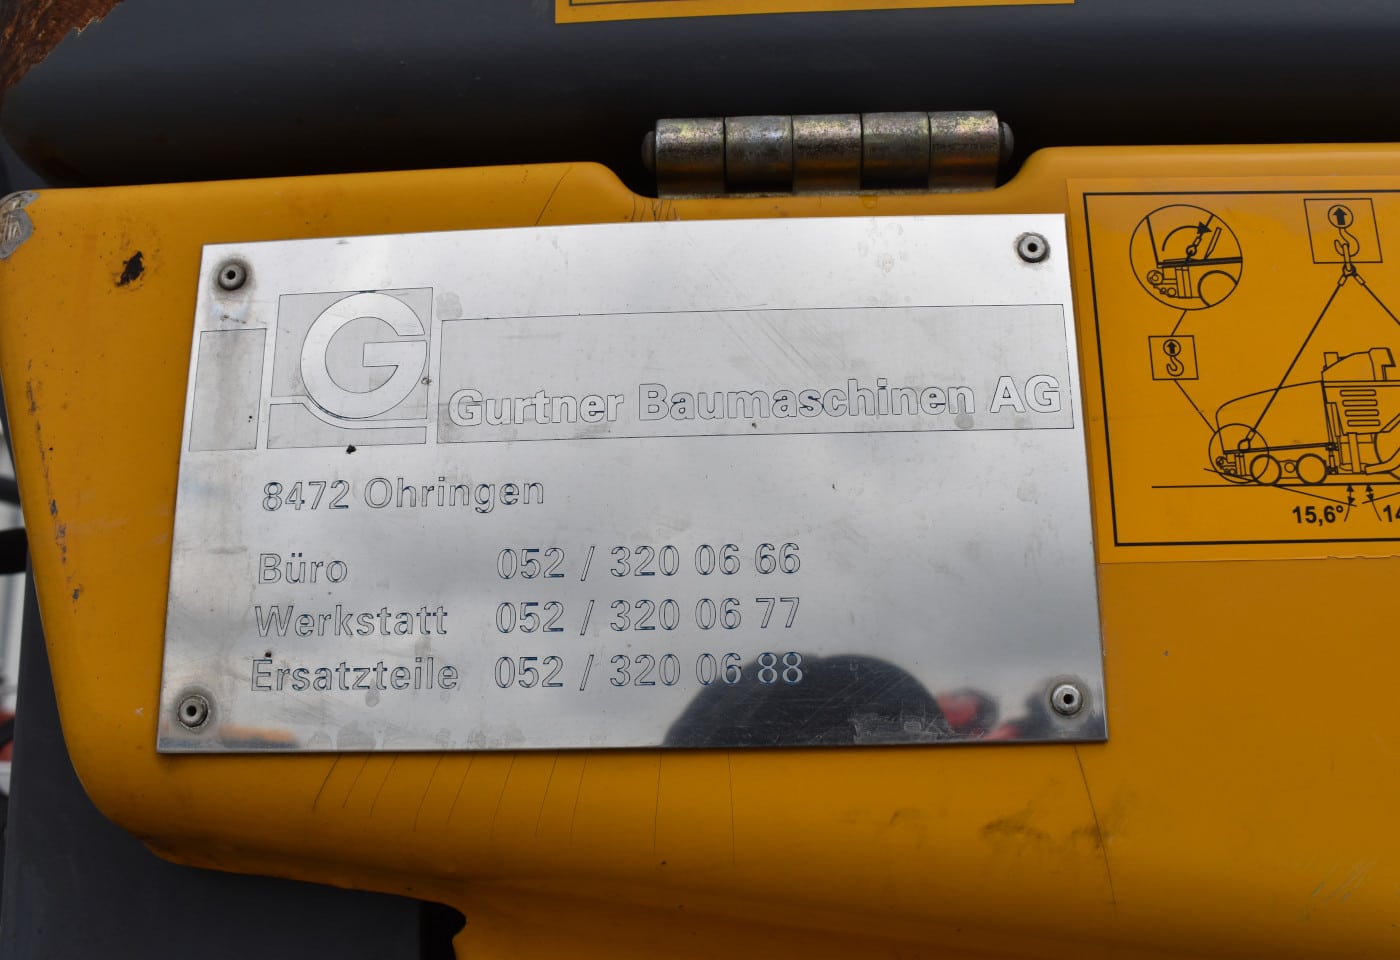 G
Gurtner Baumaschinen AG
8472 Ohringen
Büro 052 / 320 06 66
Werkstatt 052 / 320 06 77
Ersatzteile 052 / 320 06 88
15,6°